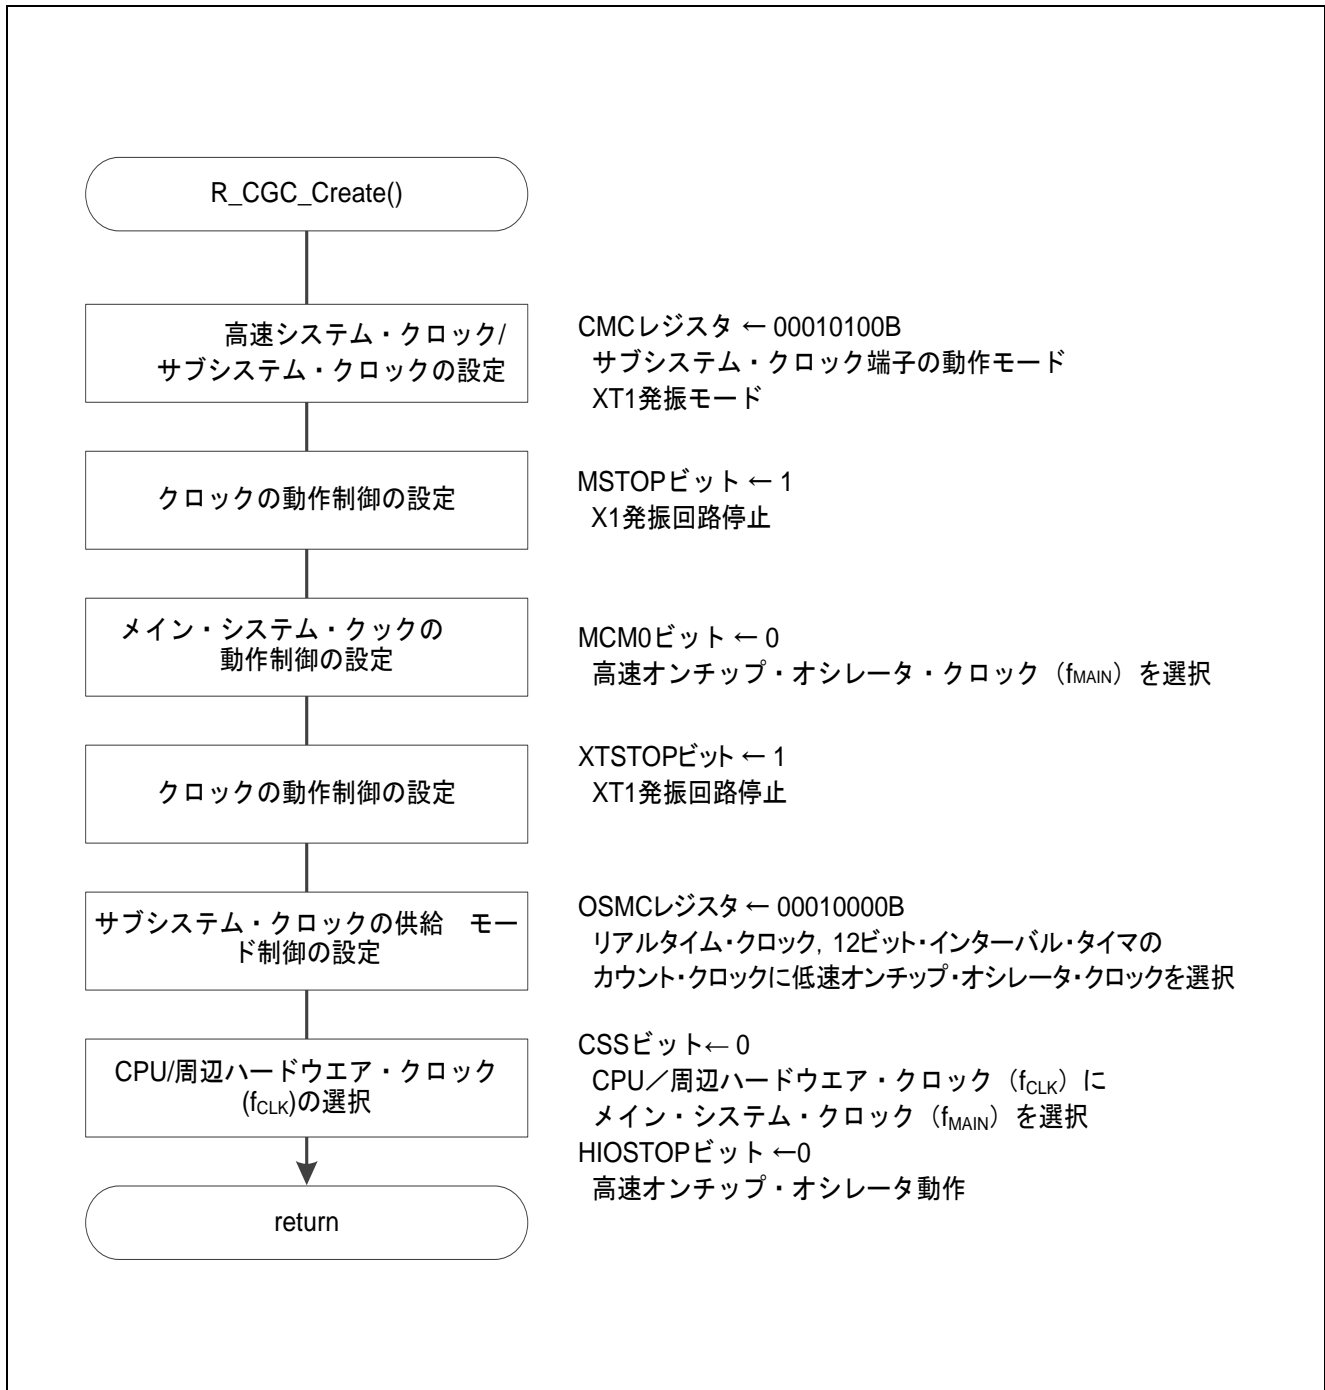 R_CGC_Create()
高速システム・クロック/
サブシステム・クロックの設定
CMCレジスタ ← 00010100B
サブシステム・クロック端子の動作モード
XT1発振モード
クロックの動作制御の設定
MSTOPビット ← 1
X1発振回路停止
メイン・システム・クックの
動作制御の設定
MCM0ビット ← 0
高速オンチップ・オシレータ・クロック（fMAIN）を選択
クロックの動作制御の設定
XTSTOPビット ← 1
XT1発振回路停止
サブシステム・クロックの供給　モー
ド制御の設定
OSMCレジスタ ← 00010000B
リアルタイム・クロック，12ビット・インターバル・タイマの
カウント・クロックに低速オンチップ・オシレータ・クロックを選択
CPU/周辺ハードウエア・クロック
(fCLK)の選択
CSSビット← 0
CPU／周辺ハードウエア・クロック（fCLK）に
メイン・システム・クロック（fMAIN）を選択
HIOSTOPビット ←0
高速オンチップ・オシレータ動作
return